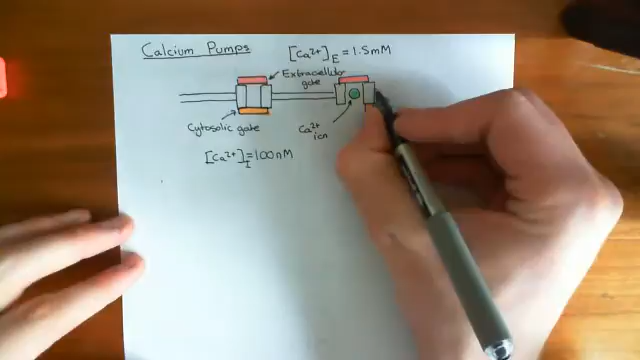 Calcium Pumps
[Ca²⁺]E = 1.5mM
Extracellular
gate
Cytosolic gate
Ca²⁺
ion
[Ca²⁺]I = 100nM